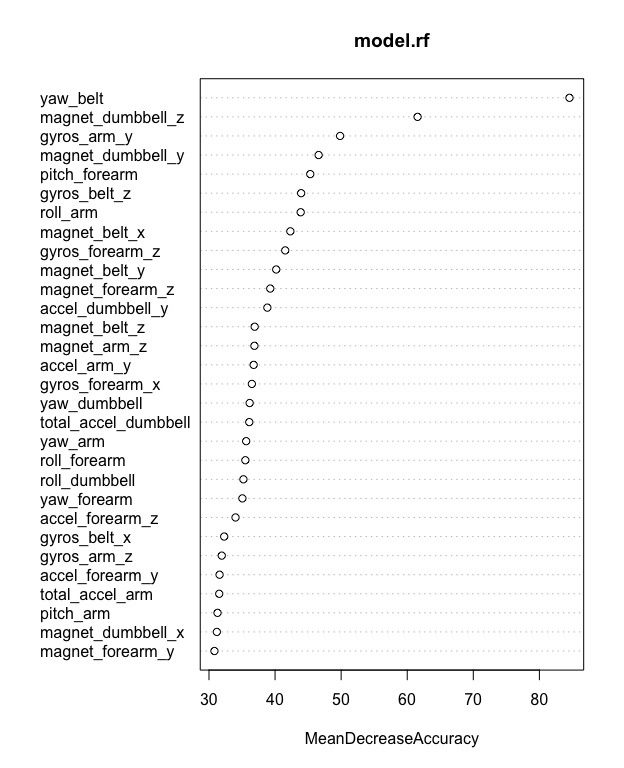 model.rf
yaw_belt
magnet_dumbbell_z
gyros_arm_y
magnet_dumbbell_y
pitch_forearm
gyros_belt_z
roll_arm
magnet_belt_x
gyros_forearm_z
magnet_belt_y
magnet_forearm_z
accel_dumbbell_y
magnet_belt_z
magnet_arm_z
accel_arm_y
gyros_forearm_x
yaw_dumbbell
total_accel_dumbbell
yaw_arm
roll_forearm
roll_dumbbell
yaw_forearm
accel_forearm_z
gyros_belt_x
gyros_arm_z
accel_forearm_y
total_accel_arm
pitch_arm
magnet_dumbbell_x
magnet_forearm_y
30 40 50 60 70 80
MeanDecreaseAccuracy